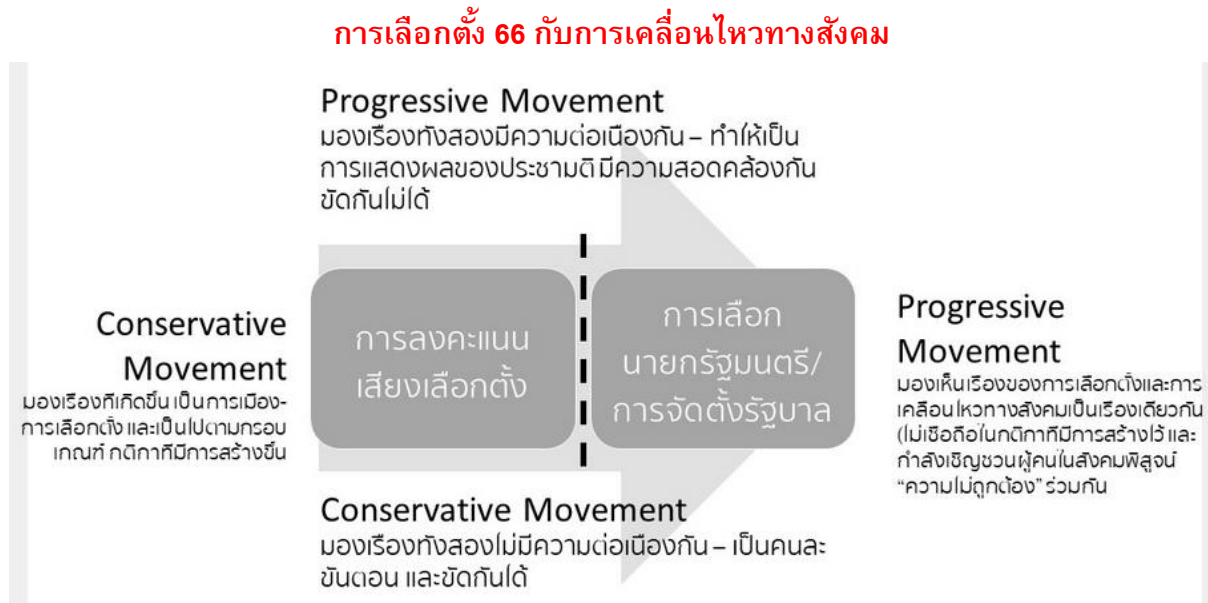 การเลือกตั้ง 66 กับการเคลื่อนไหวทางสังคม
Progressive Movement
มองเรื่องทั้งสองมีความต่อเนื่องกัน – ทำให้เป็น
การแสดงผลของประชามติ มีความสอดคล้องกัน
ขัดกันไม่ได้
Conservative
Movement
มองเรื่องที่เกิดขึ้น เป็นการเมือง-
การเลือกตั้ง และเป็นไปตามกรอบ
เกณฑ์ กติกาที่มีการสร้างขึ้น
การลงคะแนน
เสียงเลือกตั้ง
การเลือก
นายกรัฐมนตรี/
การจัดตั้งรัฐบาล
Progressive
Movement
มองเห็นเรื่องของการเลือกตั้งและการ
เคลื่อนไหวทางสังคมเป็นเรื่องเดียวกัน
(ไม่เชื่อถือในกติกาที่มีการสร้างไว้ และ
กำลังเชิญชวนผู้คนในสังคมพิสูจน์
“ความไม่ถูกต้อง” ร่วมกัน
Conservative Movement
มองเรื่องทั้งสองไม่มีความต่อเนื่องกัน – เป็นคนละ
ขั้นตอน และขัดกันได้